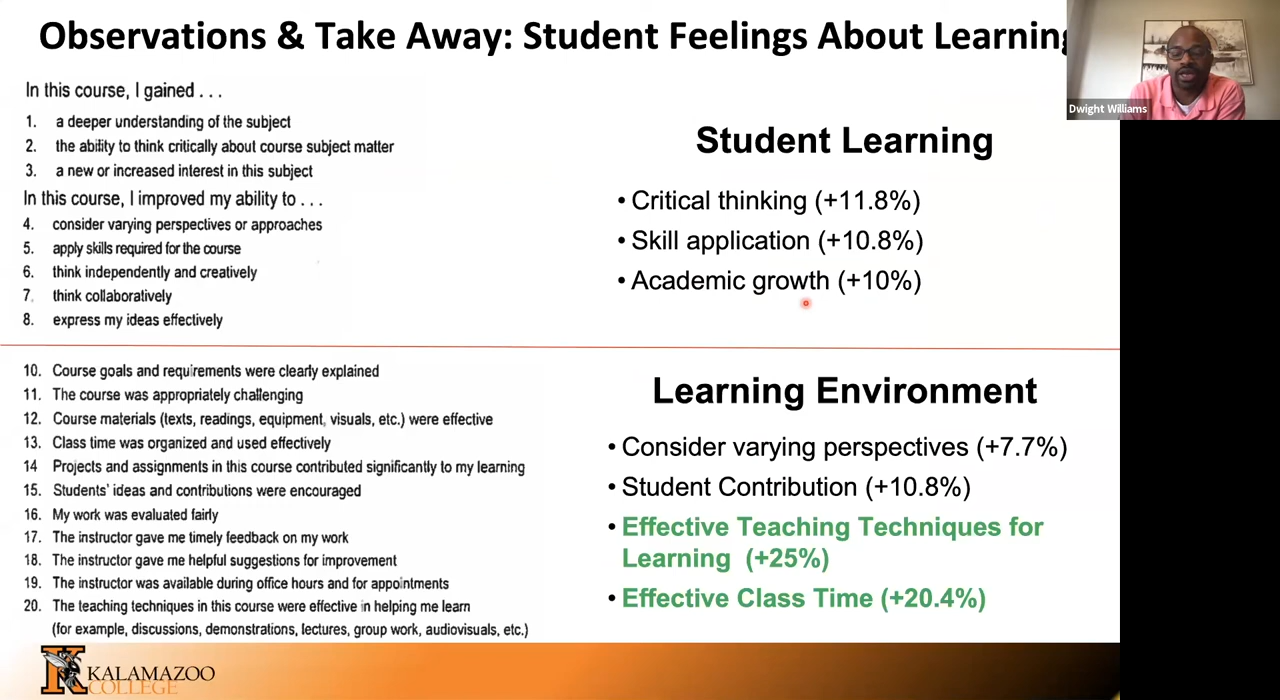 Observations & Take Away: Student Feelings About Learning
Dwight Williams
In this course, I gained . . .
1. a deeper understanding of the subject
2. the ability to think critically about course subject matter
3. a new or increased interest in this subject
In this course, I improved my ability to . . .
4. consider varying perspectives or approaches
5. apply skills required for the course
6. think independently and creatively
7. think collaboratively
8. express my ideas effectively
Student Learning
• Critical thinking (+11.8%)
• Skill application (+10.8%)
• Academic growth (+10%)
10. Course goals and requirements were clearly explained
11. The course was appropriately challenging
12. Course materials (texts, readings, equipment, visuals, etc.) were effective
13. Class time was organized and used effectively
14 Projects and assignments in this course contributed significantly to my learning
15. Students' ideas and contributions were encouraged
16. My work was evaluated fairly
17. The instructor gave me timely feedback on my work
18. The instructor gave me helpful suggestions for improvement
19. The instructor was available during office hours and for appointments
20. The teaching techniques in this course were effective in helping me learn
(for example, discussions, demonstrations, lectures, group work, audiovisuals, etc.)
Learning Environment
• Consider varying perspectives (+7.7%)
• Student Contribution (+10.8%)
• Effective Teaching Techniques for
Learning (+25%)
• Effective Class Time (+20.4%)
K
KALAMAZOO
COLLEGE